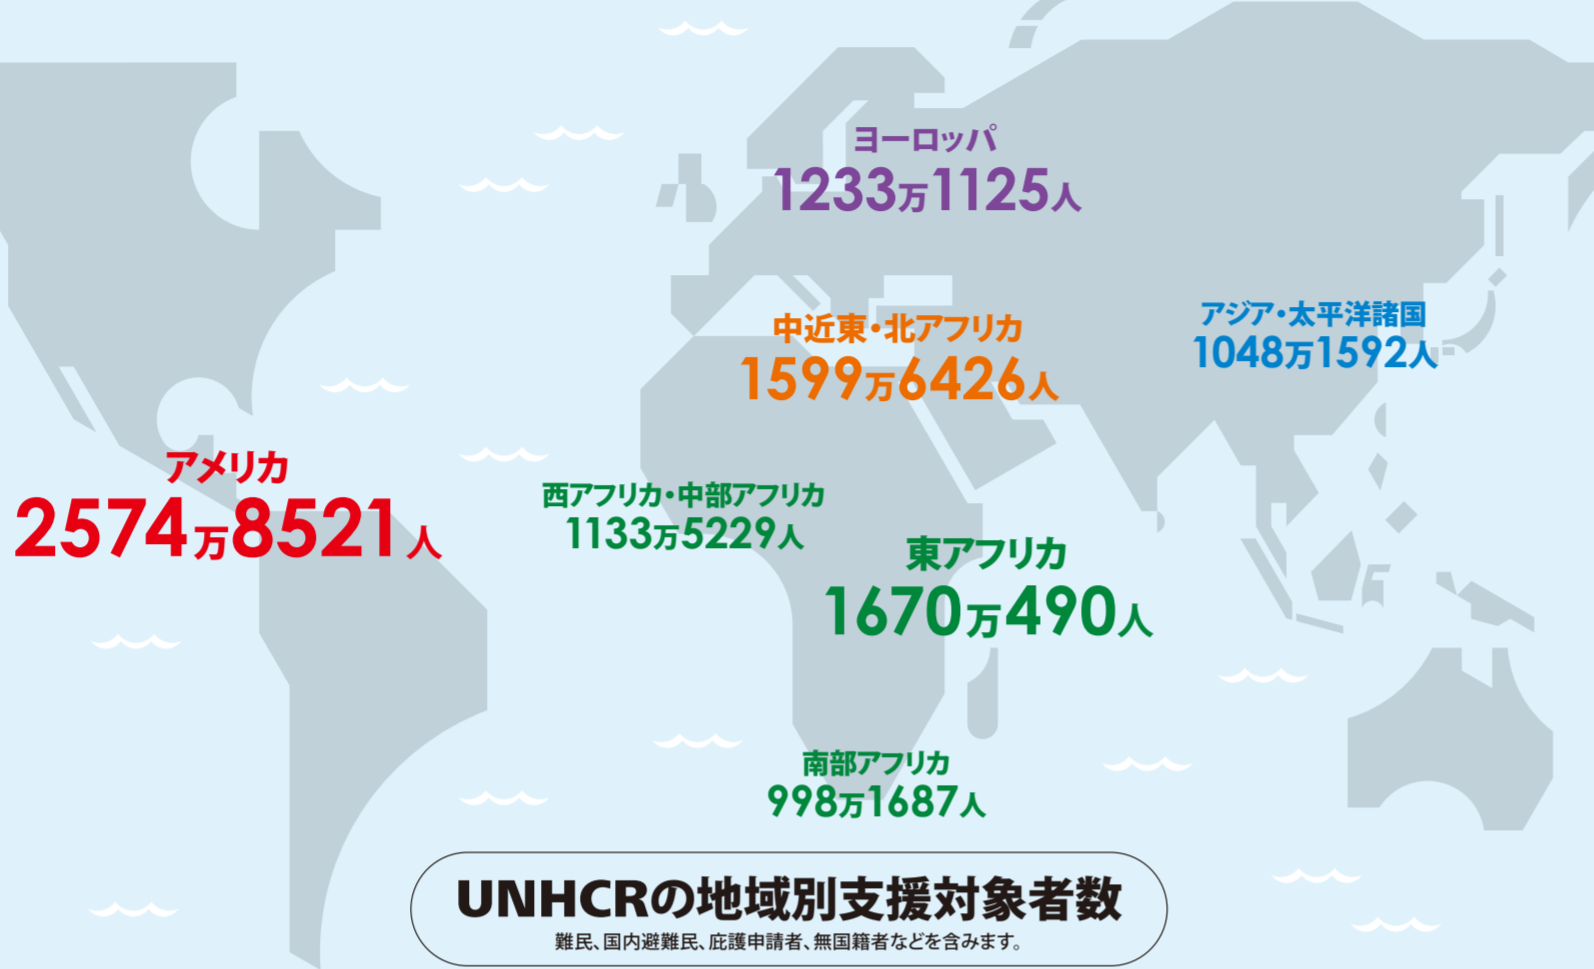 ヨーロッパ
1233万1125人
中近東・北アフリカ
1599万6426人
アジア・太平洋諸国
1048万1592人
アメリカ
2574万8521人
西アフリカ・中部アフリカ
1133万5229人
東アフリカ
1670万490人
南部アフリカ
998万1687人
UNHCRの地域別支援対象者数
難民、国内避難民、庇護申請者、無国籍者などを含みます。